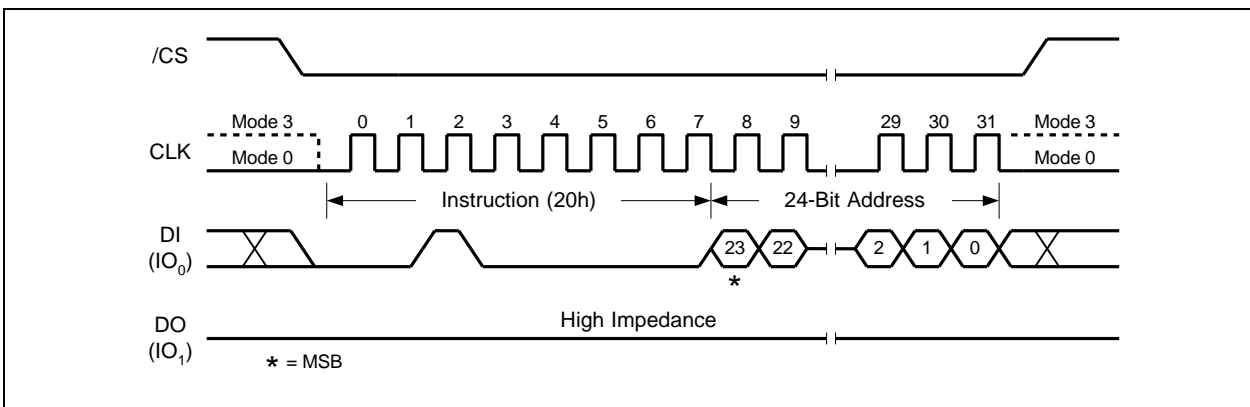 /CS
Mode 3 0 1 2 3 4 5 6 7 8 9 29 30 31 Mode 3
CLK
Mode 0 Mode 0
Instruction (20h) 24-Bit Address
DI
(IO0) 23 22 2 1 0
*
High Impedance
DO
(IO1)
* = MSB